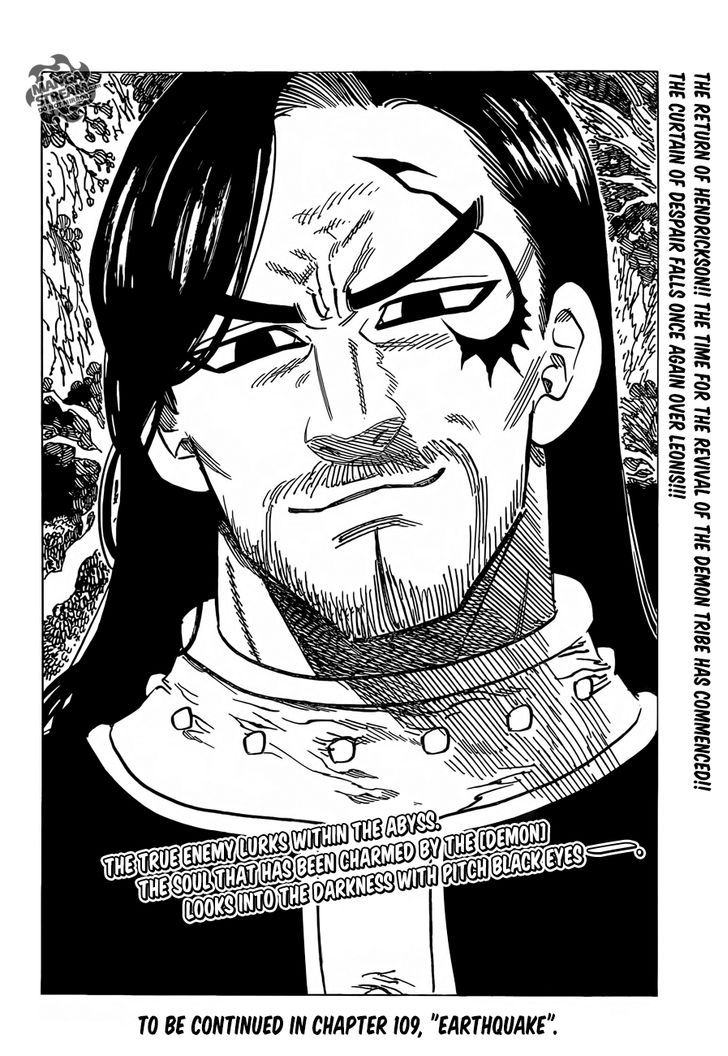 MANGA
STREAM
THE RETURN OF HENDRICKSON!! THE TIME FOR THE REVIVAL OF THE DEMON TRIBE HAS COMMENCED!!
THE CURTAIN OF DESPAIR FALLS ONCE AGAIN OVER LEONIS!!!
THE TRUE ENEMY LURKS WITHIN THE ABYSS.
THE SOUL THAT HAS BEEN CHARMED BY THE [DEMON]
LOOKS INTO THE DARKNESS WITH PITCH BLACK EYES ―.
TO BE CONTINUED IN CHAPTER 109, "EARTHQUAKE".